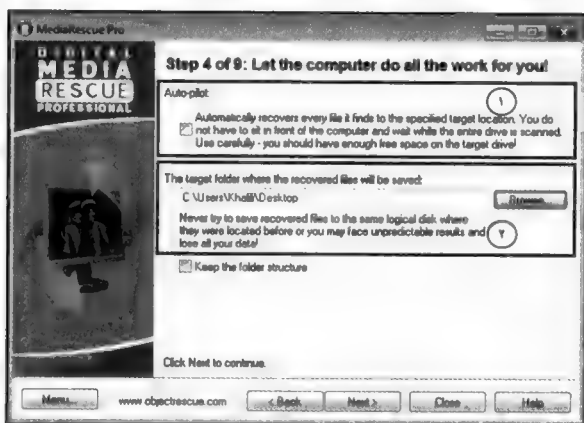 MediaRescue Pro
DIGITAL
MEDIA
RESCUE
PROFESSIONAL
Step 4 of 9: Let the computer do all the work for you!
Auto-pilot:
١
Automatically recovers every file it finds to the specified target location. You do
not have to sit in front of the computer and wait while the entire drive is scanned.
Use carefully - you should have enough free space on the target drive!
The target folder where the recovered files will be saved:
C:\Users\Khalil\Desktop
Browse...
Never try to save recovered files to the same logical disk where
they were located before or you may face unpredictable results and
lose all your data!
٢
Keep the folder structure
Click Next to continue.
Menu... www.objectrescue.com < Back Next > Close Help